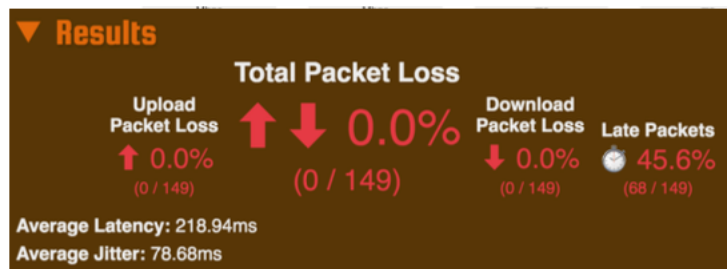 Results
Total Packet Loss
Upload
Packet Loss
0.0%
(0 / 149)
0.0%
(0 / 149)
Download
Packet Loss
0.0%
(0 / 149)
Late Packets
45.6%
(68 / 149)
Average Latency: 218.94ms
Average Jitter: 78.68ms